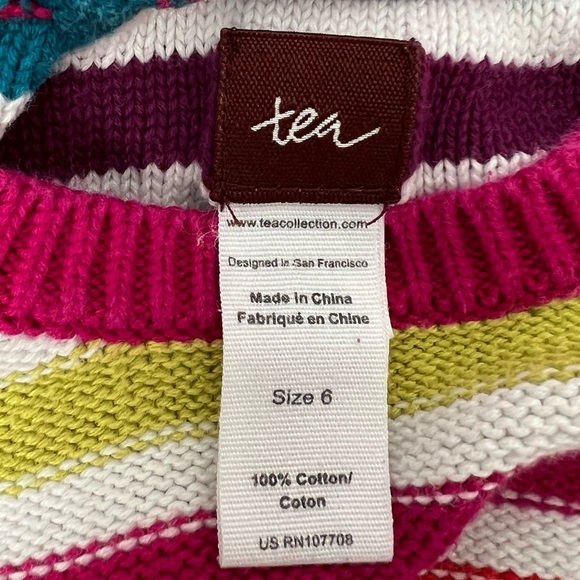 tea
www.teacollection.com
Designed in San Francisco
Made in China
Fabriqué en Chine
Size 6
100% Cotton/
Coton
US RN107708